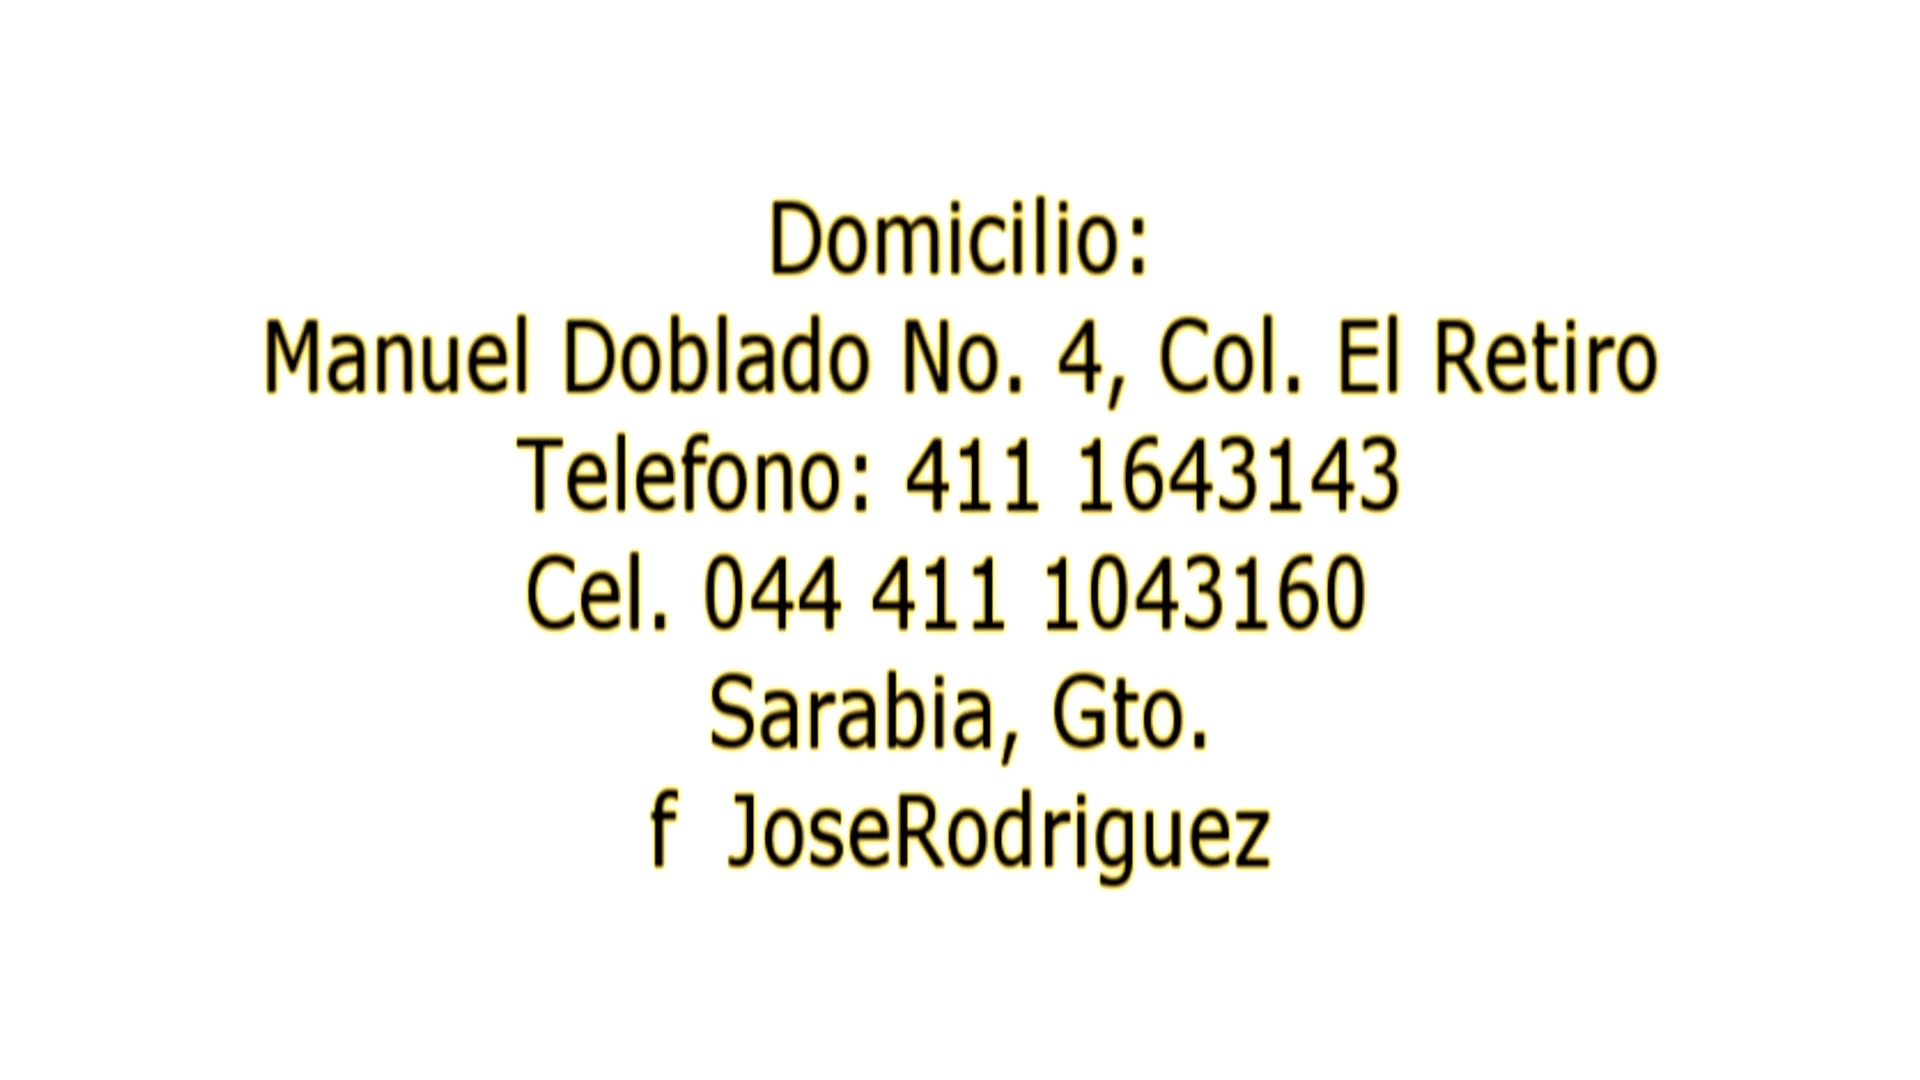 Domicilio:
Manuel Doblado No. 4, Col. El Retiro
Telefono: 411 1643143
Cel. 044 411 1043160
Sarabia, Gto.
f  JoseRodriguez